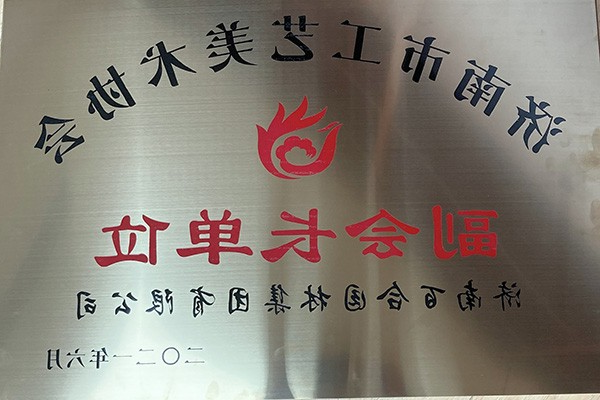 济南市工艺美术协会
副会长单位
济南百合园林集团有限公司
二〇二一年六月